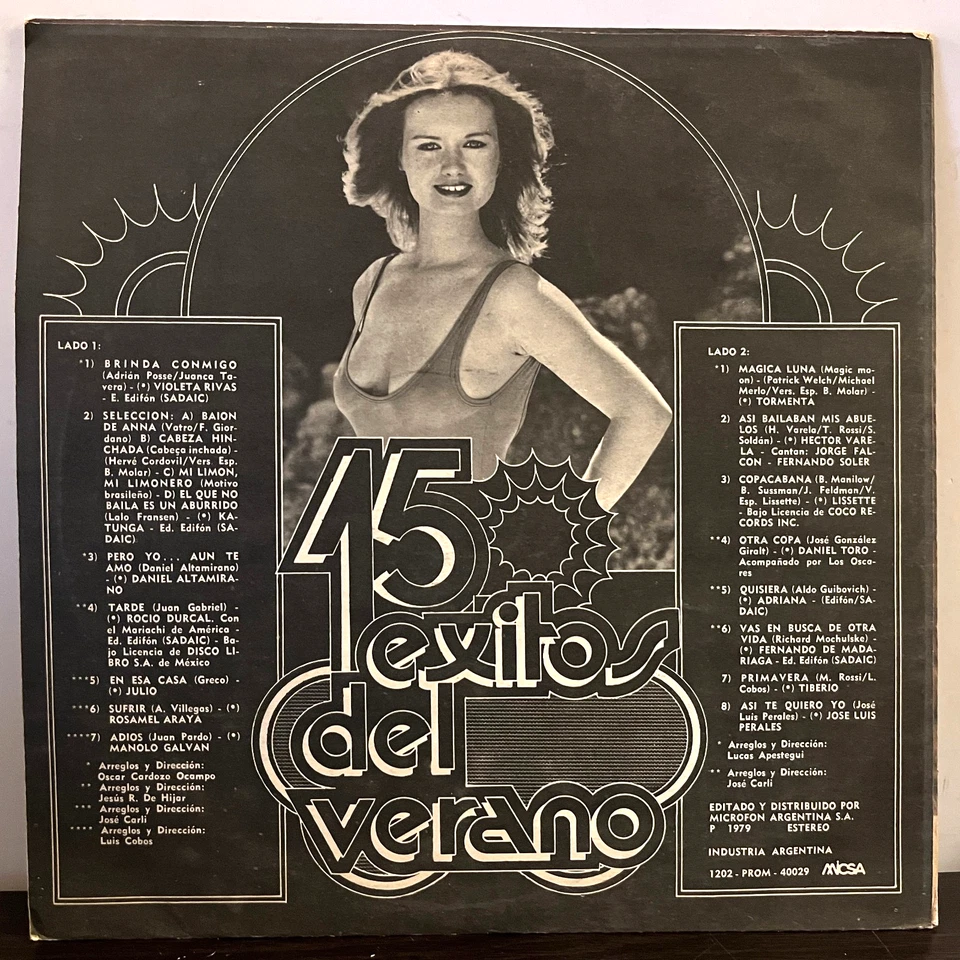 LADO 1:
*1) BRINDA CONMIGO
(Adrián Posse/Juanca Ta-
vera) - (*) VIOLETA RIVAS
- E. Edifón (SADAIC)
2) SELECCION: A) BAION
DE ANNA (Vatro/F. Gior-
dano) B) CABEZA HIN-
CHADA (Cabeça inchada) -
(Hervé Cordovil/Vers Esp.
B. Molar) - C) MI LIMON,
MI LIMONERO (Motivo
brasileño) - D) EL QUE NO
BAILA ES UN ABURRIDO
(Lalo Fransen) - (*) KA-
TUNGA - Ed. Edifón (SA-
DAIC)
*3) PERO YO... AUN TE
AMO (Daniel Altamirano)
- (*) DANIEL ALTAMIRA-
NO
**4) TARDE (Juan Gabriel) -
(*) ROCIO DURCAL. Con
el Mariachi de América -
Ed. Edifón (SADAIC) - Ba-
jo Licencia de DISCO LI-
BRO S.A. de México
***5) EN ESA CASA (Greco) -
(*) JULIO
***6) SUFRIR (A. Villegas) - (*)
ROSAMEL ARAYA
****7) ADIOS (Juan Pardo) - (*)
MANOLO GALVAN
* Arreglos y Dirección:
Oscar Cardozo Ocampo
** Arreglos y Dirección:
Jesús R. De Hijar
*** Arreglos y Dirección:
José Carli
**** Arreglos y Dirección:
Luis Cobos
15
exitos
del
verano
LADO 2:
*1) MAGICA LUNA (Magic mo-
on) - (Patrick Welch/Michael
Merlo/Vers. Esp. B. Molar) -
(*) TORMENTA
2) ASI BAILABAN MIS ABUE-
LOS (H. Varela/T. Rossi/S.
Soldán) - (*) HECTOR VARE-
LA - Cantan: JORGE FAL-
CON - FERNANDO SOLER
3) COPACABANA (B. Manilow/
B. Sussman/J. Feldman/V.
Esp. Lissette) - (*) LISSETTE
- Bajo Licencia de COCO RE-
CORDS INC.
**4) OTRA COPA (José González
Giralt) - (*) DANIEL TORO -
Acompañado por Los Osca-
res
**5) QUISIERA (Aldo Guibovich) -
(*) ADRIANA - (Edifón/SA-
DAIC)
**6) VAS EN BUSCA DE OTRA
VIDA (Richard Mochulske) -
(*) FERNANDO DE MADA-
RIAGA - Ed. Edifón (SADAIC)
7) PRIMAVERA (M. Rossi/L.
Cobos) - (*) TIBERIO
8) ASI TE QUIERO YO (José
Luis Perales) - (*) JOSE LUIS
PERALES
* Arreglos y Dirección:
Lucas Apestegui
** Arreglos y Dirección:
José Carli
EDITADO Y DISTRIBUIDO POR
MICROFON ARGENTINA S.A.
P 1979 ESTEREO
INDUSTRIA ARGENTINA
1202 - PROM - 40029 MICSA